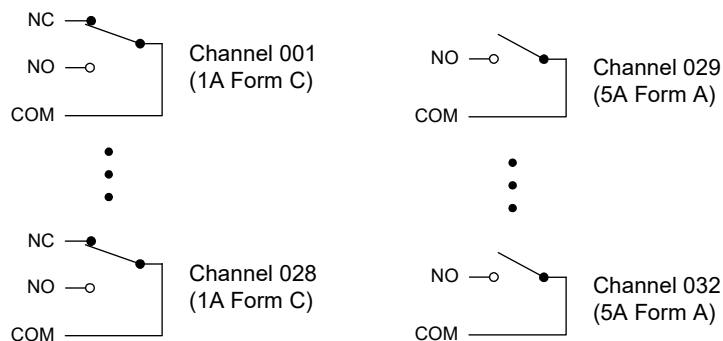 NC
NO
COM
Channel 001
(1A Form C)
NO
COM
Channel 029
(5A Form A)
NC
NO
COM
Channel 028
(1A Form C)
NO
COM
Channel 032
(5A Form A)